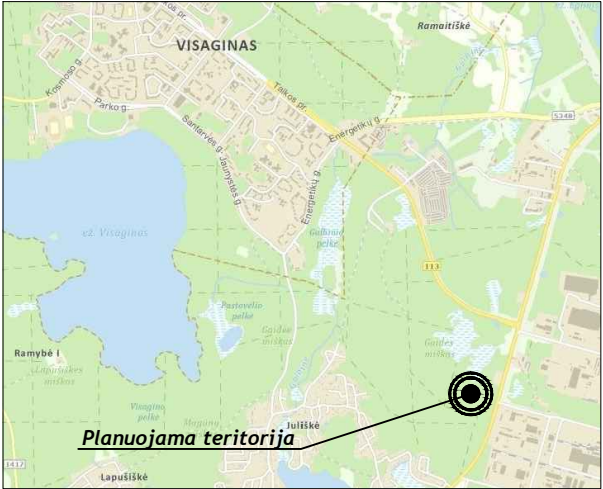 Ramaitiškė
VISAGINAS
Kosmoso g.
Parko g.
Taikos pr.
5348
Santarvės g.
Jaunystės g.
Energetikų g.
Energetikų g.
ež. Visaginas
Gulbinė
pelkė
113
Pastovėlio
pelkė
Gaidės
miškas
Gaidės
miškas
Ramybė I
Lapušiškės
miškas
Visagino
pelkė
Juliškė
Planuojama teritorija
1417
Lapušiškė